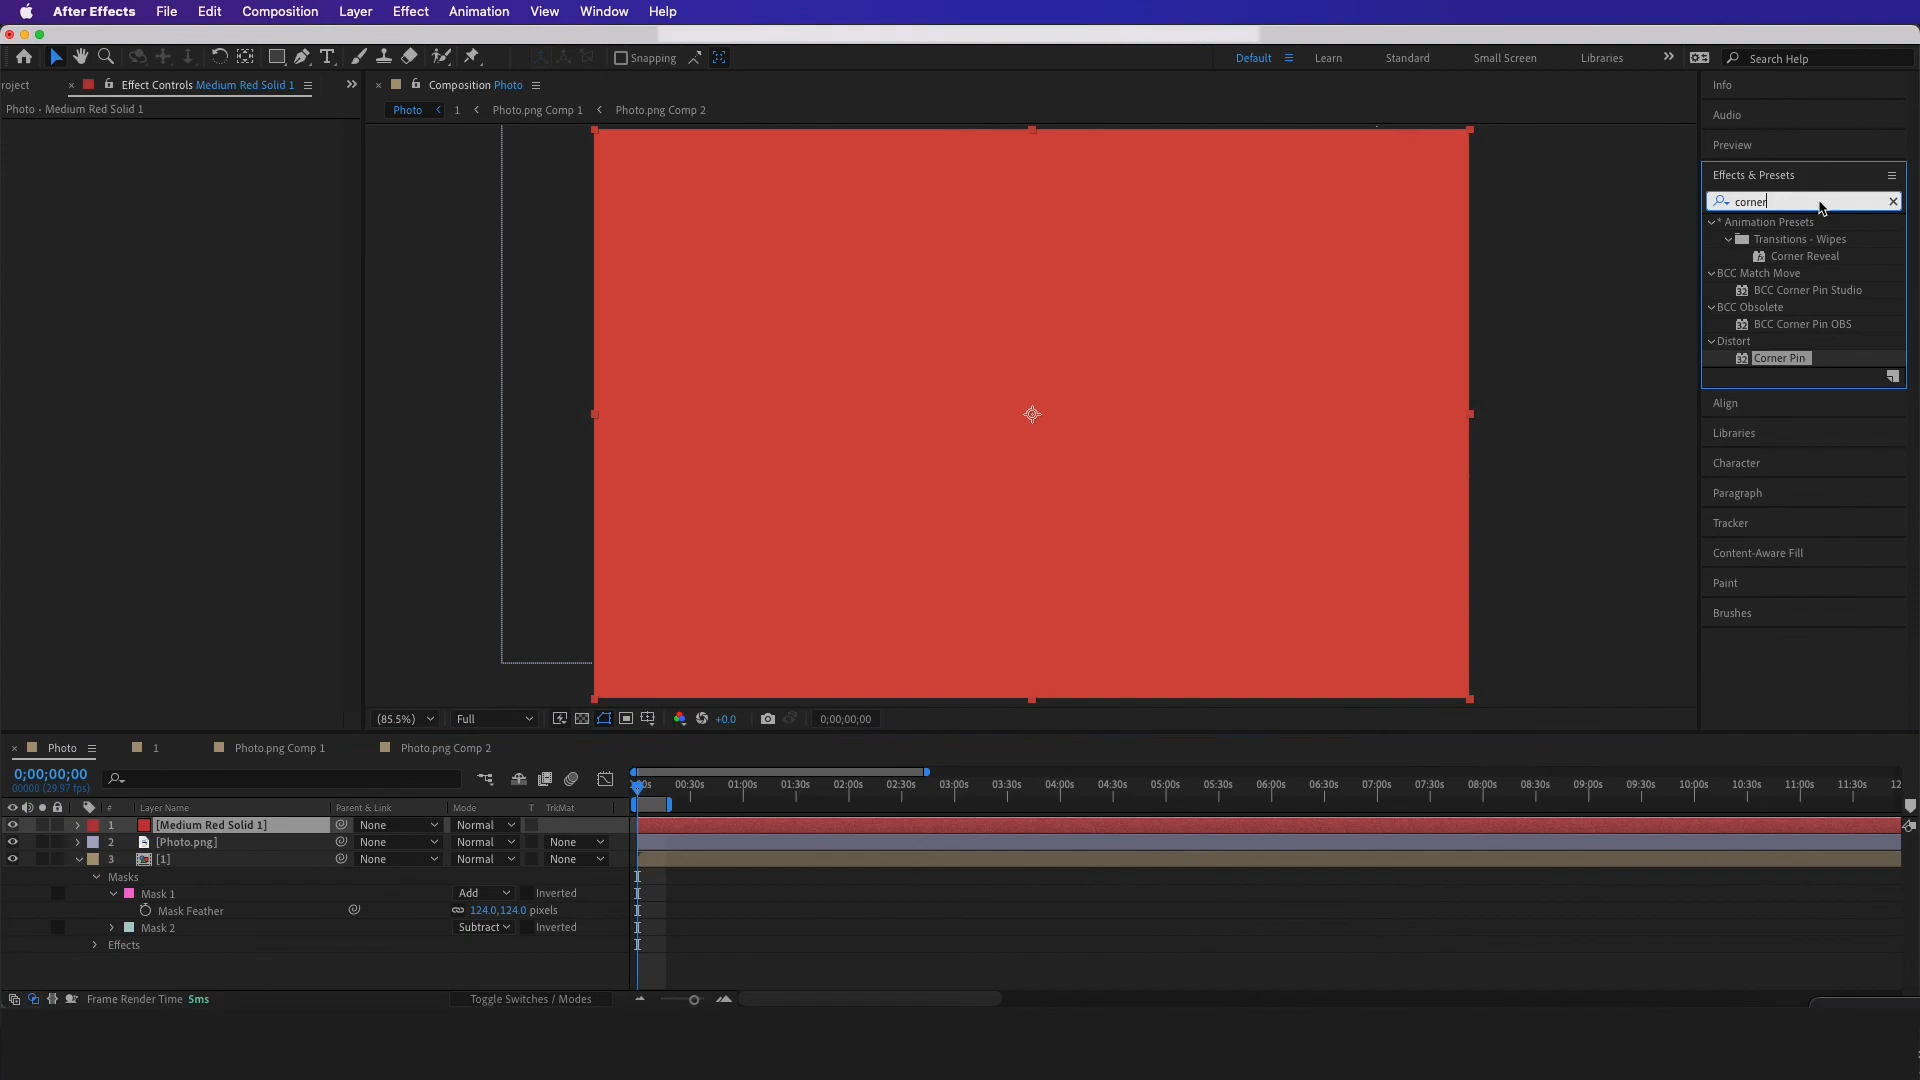 After Effects File Edit Composition Layer Effect Animation View Window Help
Snapping
Default Learn Standard Small Screen Libraries
Search Help
roject Effect Controls Medium Red Solid 1
Photo • Medium Red Solid 1
Composition Photo
Photo 1 Photo.png Comp 1 Photo.png Comp 2
Info
Audio
Preview
Effects & Presets
corner
* Animation Presets
Transitions - Wipes
Corner Reveal
BCC Match Move
BCC Corner Pin Studio
BCC Obsolete
BCC Corner Pin OBS
Distort
Corner Pin
Align
Libraries
Character
Paragraph
Tracker
Content-Aware Fill
Paint
Brushes
(85.5%) Full +0.0 0;00;00;00
Photo 1 Photo.png Comp 1 Photo.png Comp 2
0;00;00;00
00000 (29.97 fps)
00s 00:30s 01:00s 01:30s 02:00s 02:30s 03:00s 03:30s 04:00s 04:30s 05:00s 05:30s 06:00s 06:30s 07:00s 07:30s 08:00s 08:30s 09:00s 09:30s 10:00s 10:30s 11:00s 11:30s 12
# Layer Name Parent & Link Mode T TrkMat
1 [Medium Red Solid 1] None Normal
2 [Photo.png] None Normal None
3 [1] None Normal None
Masks
Mask 1 Add Inverted
Mask Feather 124.0,124.0 pixels
Mask 2 Subtract Inverted
Effects
Frame Render Time 5ms Toggle Switches / Modes